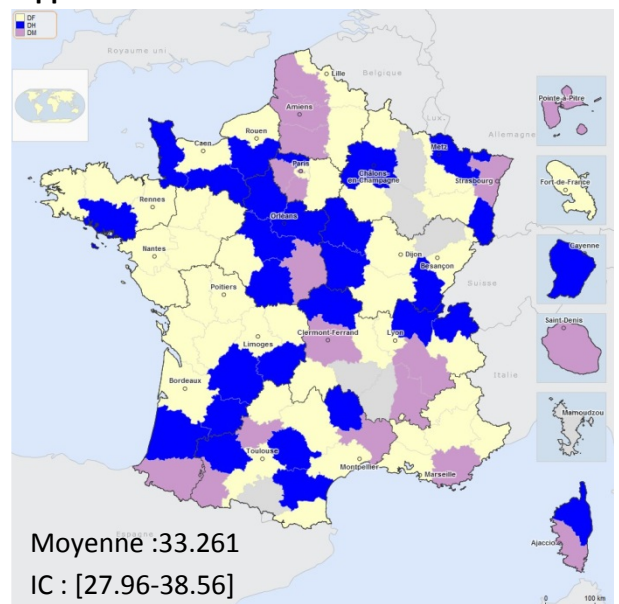 DF
DH
DM
Royaume uni
Belgique
Lille
Lux.
Allemagne
Amiens
Rouen
Caen
Metz
Paris
Châlons-
en-Champagne
Strasbourg
Rennes
Orléans
Nantes
Dijon
Besançon
Suisse
Poitiers
Clermont-Ferrand
Lyon
Limoges
Italie
Bordeaux
Toulouse
Montpellier
Marseille
Espagne
Pointe-à-Pitre
Fort-de-France
Cayenne
Saint-Denis
Mamoudzou
Ajaccio
Moyenne :33.261
IC : [27.96-38.56]
0 100 km